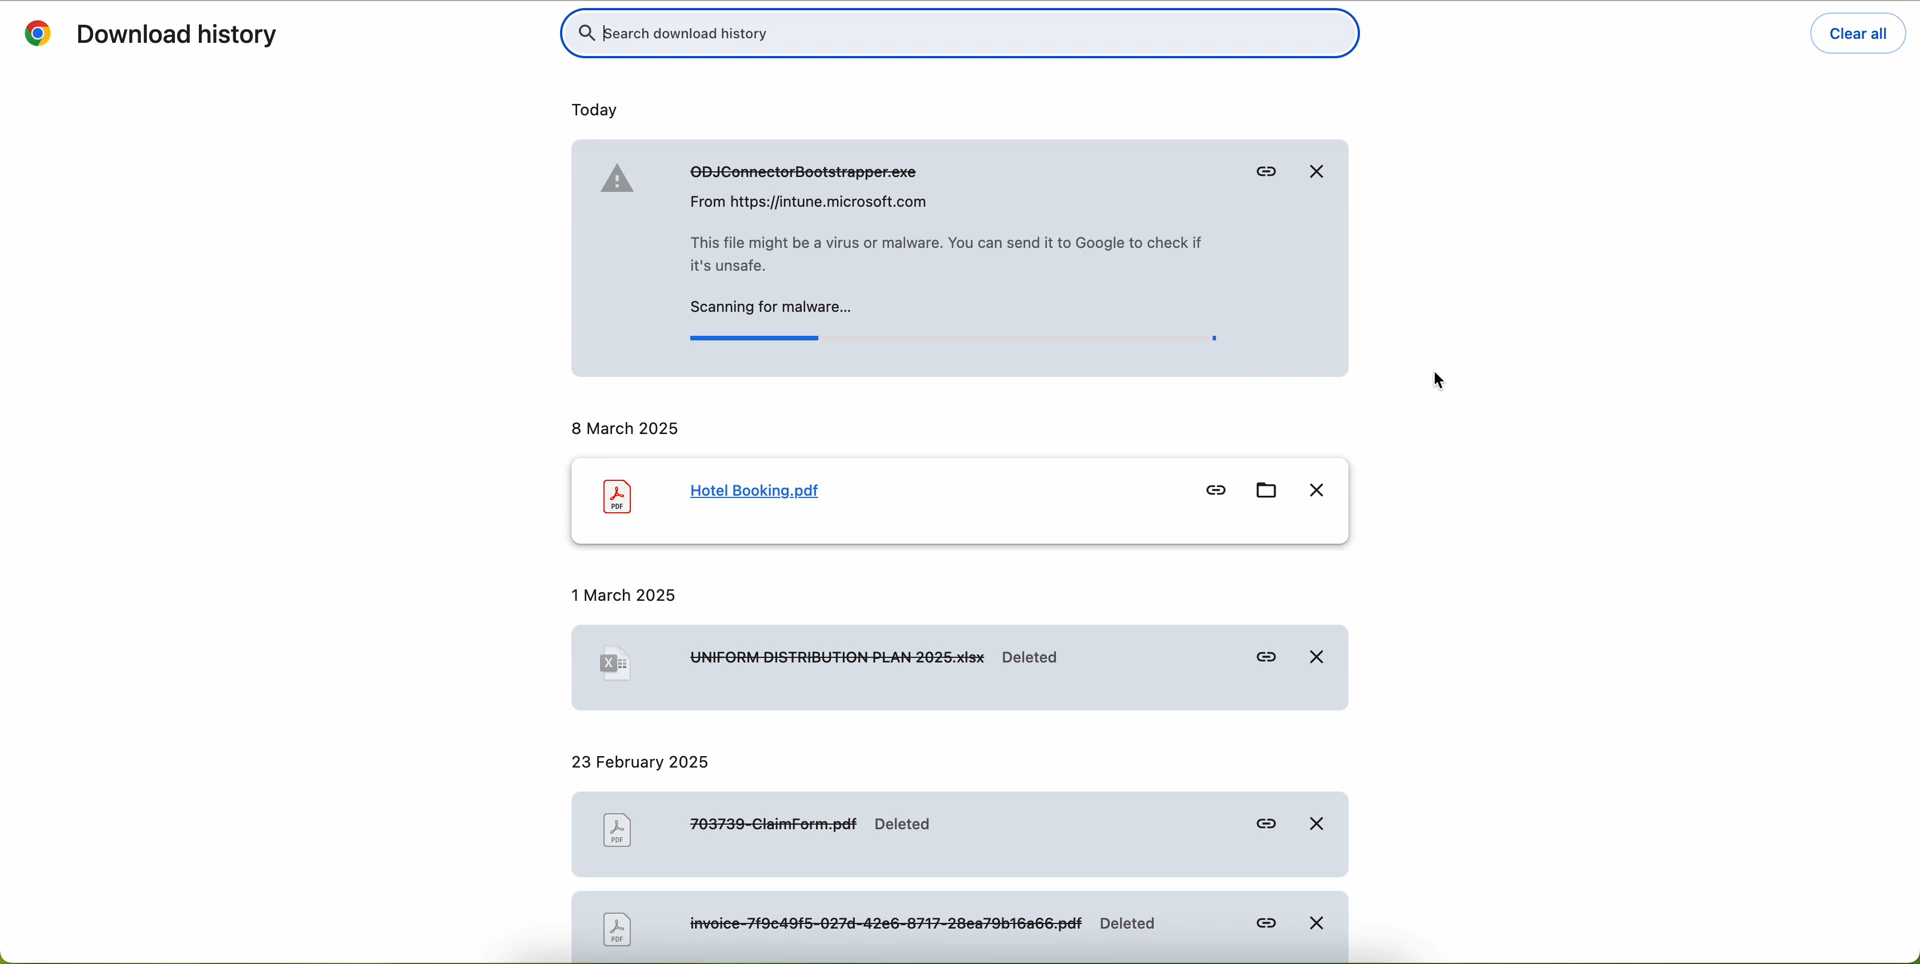 Download history
Search download history
Clear all
Today
ODJConnectorBootstrapper.exe
From https://intune.microsoft.com
This file might be a virus or malware. You can send it to Google to check if
it's unsafe.
Scanning for malware...
8 March 2025
PDF
Hotel Booking.pdf
1 March 2025
X
UNIFORM DISTRIBUTION PLAN 2025.xlsx Deleted
23 February 2025
PDF
703739-ClaimForm.pdf Deleted
PDF
invoice-7f9c49f5-027d-42e6-8717-28ea79b16a66.pdf Deleted